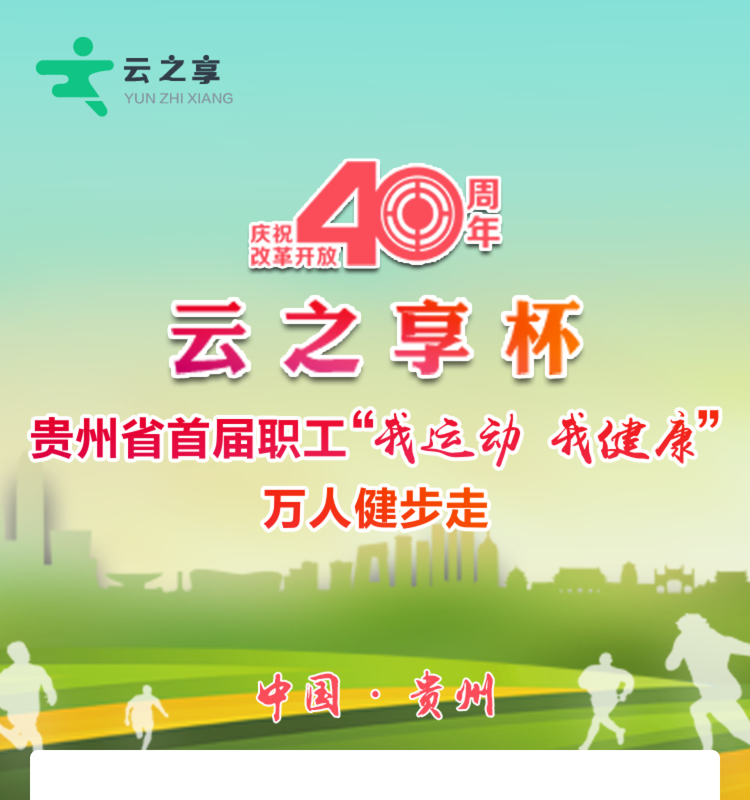 云之享
YUN ZHI XIANG
庆祝
改革开放
40
周年
云之享杯
贵州省首届职工“我运动 我健康”
万人健步走
中国·贵州